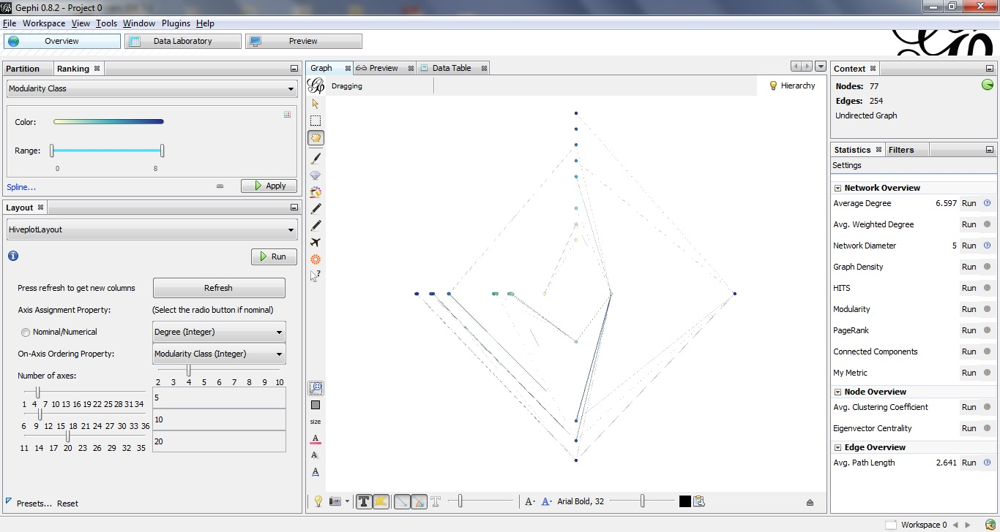 Gephi 0.8.2 - Project 0
File Workspace View Tools Window Plugins Help
Overview Data Laboratory Preview
Partition Ranking
Modularity Class
Color:
Range:
0 8
Spline...
Apply
Layout
HiveplotLayout
Run
Press refresh to get new columns Refresh
Axis Assignment Property: (Select the radio button if nominal)
Nominal/Numerical Degree (Integer)
On-Axis Ordering Property: Modularity Class (Integer)
Number of axes:
2 3 4 5 6 7 8 9 10
1 4 7 10 13 16 19 22 25 28 31 34
5
6 9 12 15 18 21 24 27 30 33 36
10
11 14 17 20 23 26 29 32 35
20
Presets... Reset
Graph Preview Data Table
Dragging
Hierarchy
size
A
A
A
T T T A A Arial Bold, 32
Context
Nodes: 77
Edges: 254
Undirected Graph
Statistics Filters
Settings
Network Overview
Average Degree 6.597 Run
Avg. Weighted Degree Run
Network Diameter 5 Run
Graph Density Run
HITS Run
Modularity Run
PageRank Run
Connected Components Run
My Metric Run
Node Overview
Avg. Clustering Coefficient Run
Eigenvector Centrality Run
Edge Overview
Avg. Path Length 2.641 Run
Workspace 0